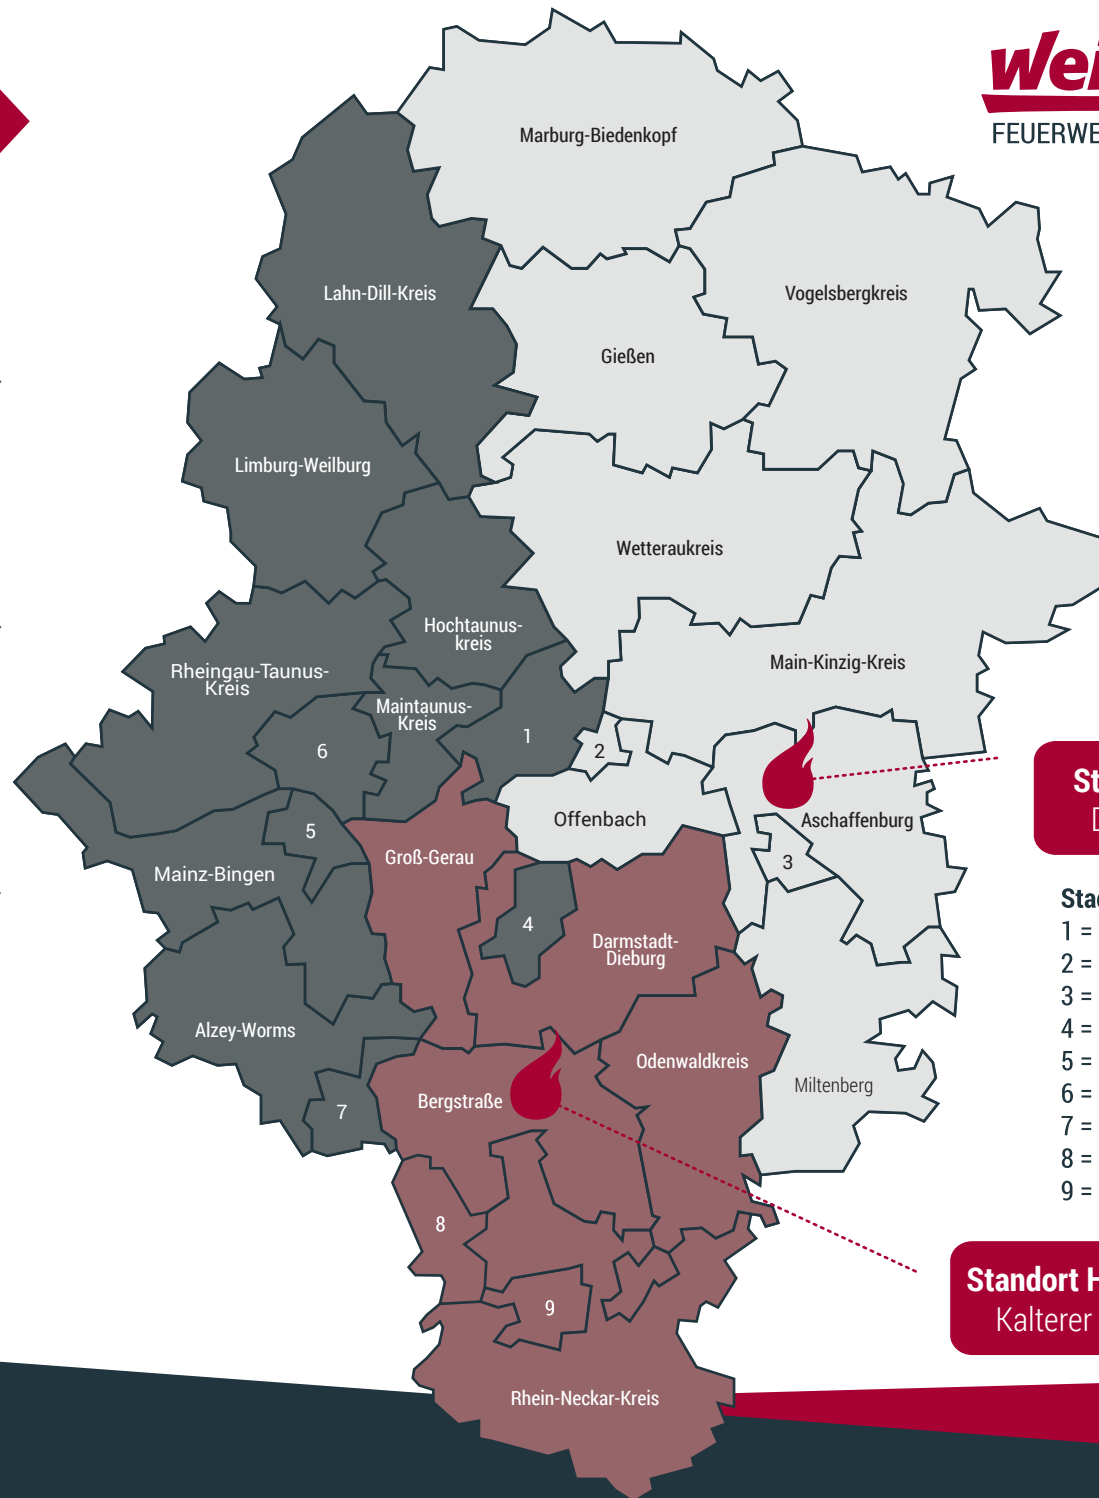 Wei
FEUERWE
Marburg-Biedenkopf
Lahn-Dill-Kreis
Vogelsbergkreis
Gießen
Limburg-Weilburg
Wetteraukreis
Hochtaunus-
kreis
Main-Kinzig-Kreis
Rheingau-Taunus-
Kreis
Maintaunus-
Kreis
1
2
6
Offenbach
Aschaffenburg
5
Groß-Gerau
3
Mainz-Bingen
4
Darmstadt-
Dieburg
Alzey-Worms
Odenwaldkreis
Miltenberg
Bergstraße
7
8
9
Rhein-Neckar-Kreis
St
D
Stad
1 =
2 =
3 =
4 =
5 =
6 =
7 =
8 =
9 =
Standort H
Kalterer